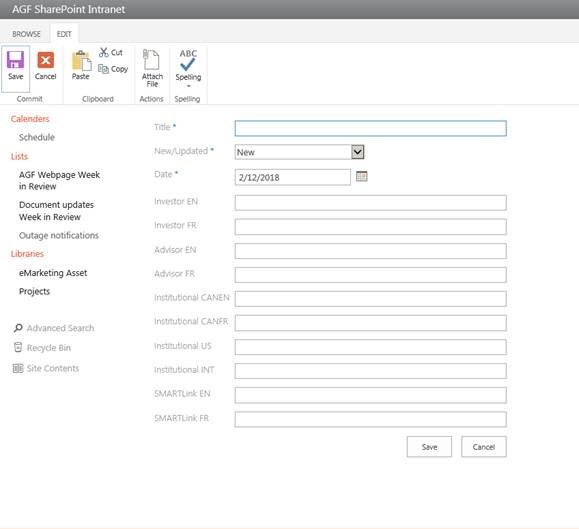 AGF SharePoint Intranet
BROWSE EDIT
Save Cancel Paste Cut Copy Attach File ABC Spelling
Commit Clipboard Actions Spelling
Calenders
Schedule
Lists
AGF Webpage Week
in Review
Document updates
Week in Review
Outage notifications
Libraries
eMarketing Asset
Projects
Advanced Search
Recycle Bin
Site Contents
Title *
New/Updated * New
Date * 2/12/2018
Investor EN
Investor FR
Advisor EN
Advisor FR
Institutional CANEN
Institutional CANFR
Institutional US
Institutional INT
SMARTLink EN
SMARTLink FR
Save Cancel